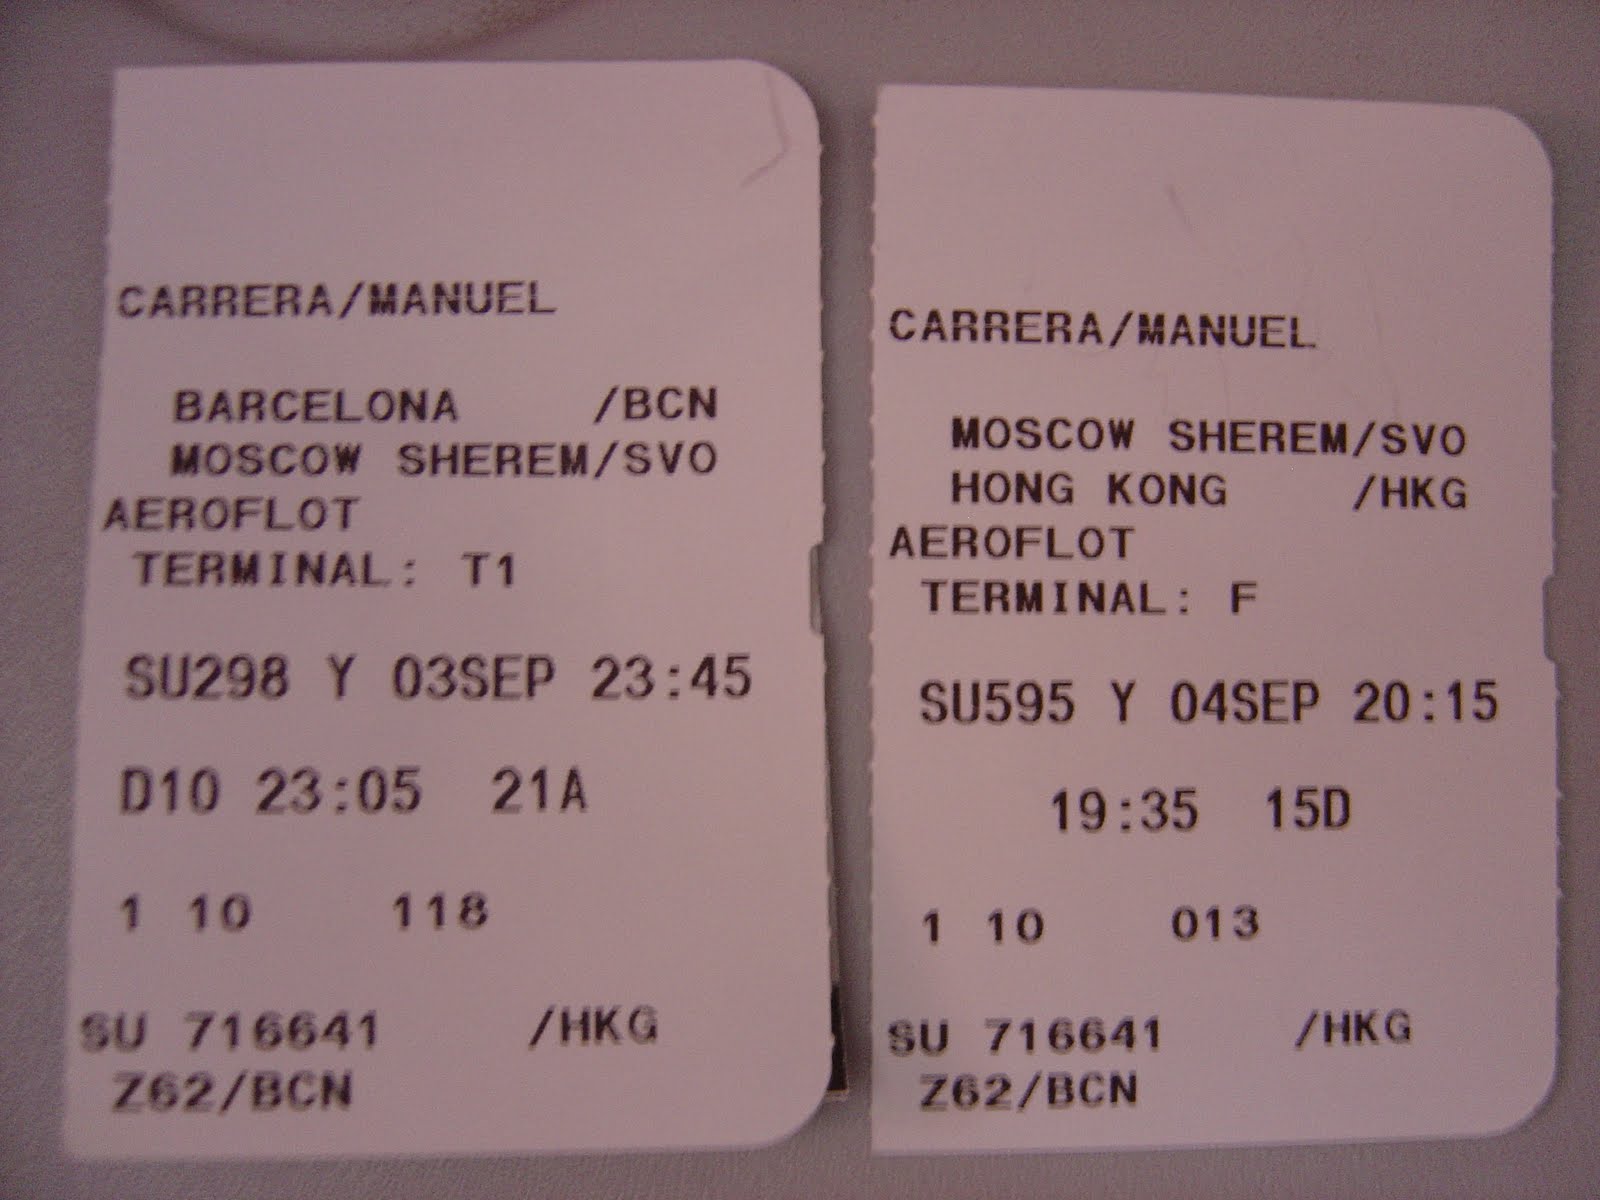 CARRERA/MANUEL
BARCELONA /BCN
MOSCOW SHEREM/SVO
AEROFLOT
TERMINAL: T1
SU298 Y 03SEP 23:45
D10 23:05 21A
1 10 118
SU 716641 /HKG
Z62/BCN
CARRERA/MANUEL
MOSCOW SHEREM/SVO
HONG KONG /HKG
AEROFLOT
TERMINAL: F
SU595 Y 04SEP 20:15
19:35 15D
1 10 013
SU 716641 /HKG
Z62/BCN